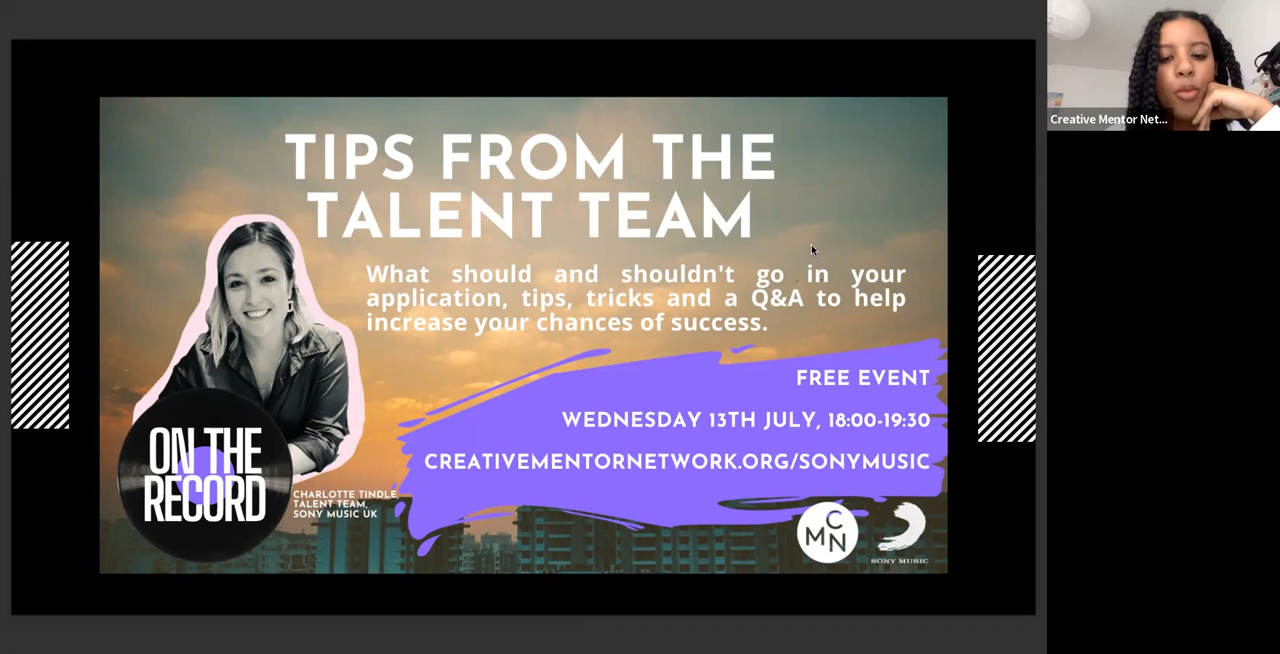 TIPS FROM THE
TALENT TEAM
What should and shouldn't go in your
application, tips, tricks and a Q&A to help
increase your chances of success.
FREE EVENT
WEDNESDAY 13TH JULY, 18:00-19:30
CREATIVEMENTORNETWORK.ORG/SONYMUSIC
ON THE
RECORD
CHARLOTTE TINDLE,
TALENT TEAM,
SONY MUSIC UK
C
M N
SONY MUSIC
Creative Mentor Net...